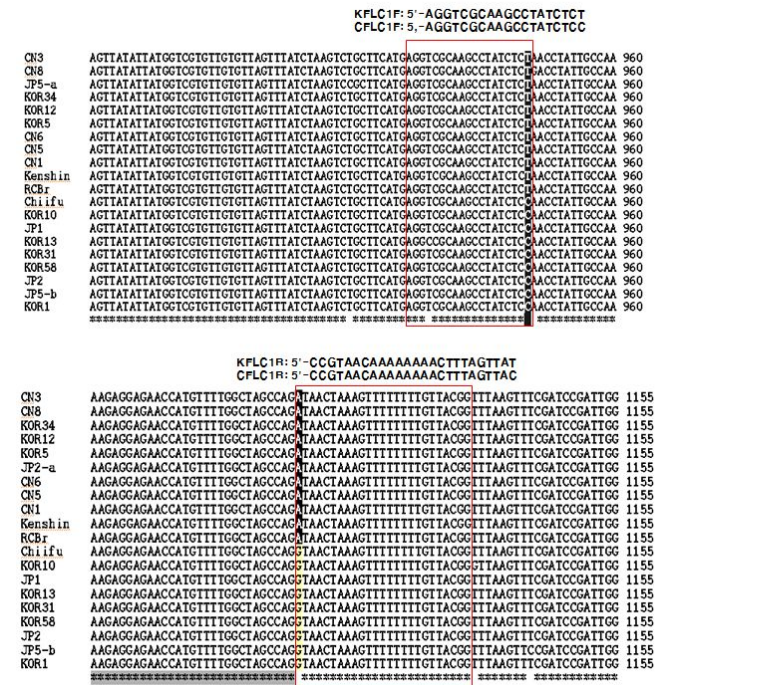 KFLC1F: 5'-AGGTCGCAAGCCTATCTCT
CFLC1F: 5,-AGGTCGCAAGCCTATCTCC
CN3 AGTTATATTATGGTCGTGTTGTGTTAGTTTATCTAAGTCTGCTTCATGAGGTCGCAAGCCTATCTCTAACCTATTGCCAA 960
CN8 AGTTATATTATGGTCGTGTTGTGTTAGTTTATCTAAGTCCGCTTCATGAGGTCGCAAGCCTATCTCTGACCTATTGCCAA 960
JP5-a AGTTATATTATGGTCGTGTTGTGTTAGTTTATCTAAGTCCGCTTCATGAGGTCGCAAGCCTATCTCTAACCTATTGCCAA 960
KOR34 AGTTATATTATGGTCGTGTTGTGTTAGTTTATCTAAGTCTGCTTCATGAGGTCGCAAGCCTATCTCTAACCTATTGCCAA 960
KOR12 AGTTATATTATGGTCGTGTTGTGTTAGTTTATCTAAGTCTGCTTCATGAGGTCGCAAGCCTATCTCTAACCTATTGCCAA 960
KOR5 AGTTATATTATGGTCGTGTTGTGTTAGTTTATCTAAGTCTGCTTCATGAGGTCGCAAGCCTATCTCTAACCTATTGCCAA 960
CN6 AGTTATATTATGGTCGTGTTGTGTTAGTTTATCTAAGTCTGCTTCATGAGGTCGCAAGCCTATCTCTAACCTATTGCCAA 960
CN5 AGTTATATTATGGTCGTGTTGTGTTAGTTTATCTAAGTCTGCTTCATGAGGTCGCAAGCCTATCTCTAACCTATTGCCAA 960
CN1 AGTTATATTATGGTCGTGTTGTGTTAGTTTATCTAAGTCTGCTTCATGAGGTCGCAAGCCTATCTCTAACCTATTGCCAA 960
Kenshin AGTTATATTATGGTCGTGTTGTGTTAGTTTATCTAAGTCTGCTTCATGAGGTCGCAAGCCTATCTCTAACCTATTGCCAA 960
RCBr AGTTATATTATGGTCGTGTTGTGTTAGTTTATCTAAGTCTGCTTCATGAGGTCGCAAGCCTATCTCTAACCTATTGCCAA 960
Chiifu AGTTATATTATGGTCGTGTTGTGTTAGTTTATCTAAGTCTGCTTCATGAGGTCGCAAGCCTATCTCCAACCTATTGCCAA 960
KOR10 AGTTATATTATGGTCGTGTTGTGTTAGTTTATCTAAGTCTGCTTCATGAGGTCGCAAGCCTATCTCCAACCTATTGCCAA 960
JP1 AGTTATATTATGGTCGTGTTGTGTTAGTTTATCTAAGTCTGCTTCATGAGGTCGCAAGCCTATCTCCAACCTATTGCCAA 960
KOR13 AGTTATATTATGGTCGTGTTGTGTTAGTTTATCTAAGTCTGCTTCATGAGGCCGCAAGCCTATCTCCAACCTATTGCCAA 960
KOR31 AGTTATATTATGGTCGTGTTGTGTTAGTTTATCTAAGTCTGCTTCATGAGGTCGCAAGCCTATCTCCAACCTATTGCCAA 960
KOR58 AGTTATATTATGGTCGTGTTGTGTTAGTTTATCTAAGTCTGCTTCATGAGGTCGCAAGCCTATCTCCAACCTATTGCCAA 960
JP2 AGTTATATTATGGTCGTGTTGTGTTAGTTTATCTAAGTCTGCTTCATGAGGTCGCAAGCCTATCTCCAACCTATTGCCAA 960
JP5-b AGTTATATTATGGTCGTGTTGTGTTAGTTTATCTAAGTCTGCTTCATGAGGTCGCAAGCCTATCTCCAACCTATTGCCAA 960
KOR1 AGTTATATTATGGTCGTGTTGTGTTAGTTTATCTAAGTCTGCTTCATGAGGTCGCAAGCCTATCTCCAACCTATTGCCAA 960
*************************************** *********** **************  ************
KFLC1R: 5'-CCGTAACAAAAAAAACTTTAGTTAT
CFLC1R: 5'-CCGTAACAAAAAAAACTTTAGTTAC
CN3 AAGAGGAGAACCATGTTTTGGCTAGCCAGATAACTAAAGTTTTTTTTGTTACGGTTTAAGTTTCGATCCGATTGG 1155
CN8 AAGAGGAGAACCATGTTTTGGCTAGCCAGATAACTAAAGTTTTTTTTGTTACGGTTTAAGTTTCGATCCGATTGG 1155
KOR34 AAGAGGAGAACCATGTTTTGGCTAGCCAGATAACTAAAGTTTTTTTTGTTACGGTTTAAGTTTCGATCCGATTGG 1155
KOR12 AAGAGGAGAACCATGTTTTGGCTAGCCAGATAACTAAAGTTTTTTTTGTTACGGTTTAAGTTTCGATCCGATTGG 1155
KOR5 AAGAGGAGAACCATGTTTTGGCTAGCCAGATAACTAAAGTTTTTTTTGTTACGGTTTAAGTTTCGATCCGATTGG 1155
JP2-a AAGAGGAGAACCATGTTTTGGCTAGCCAGATAACTAAAGTTTTTTTTGTTACGGTTTAAGTTTCGATCCGATTGG 1155
CN6 AAGAGGAGAACCATGTTTTGGCTAGCCAGATAACTAAAGTTTTTTTTGTTACGGTTTAAGTTTCGATCCGATTGG 1155
CN5 AAGAGGAGAACCATGTTTTGGCTAGCCAGATAACTAAAGTTTTTTTTGTTACGGTTTAAGTTTCGATCCGATTGG 1155
CN1 AAGAGGAGAACCATGTTTTGGCTAGCCAGATAACTAAAGTTTTTTTTGTTACGGTTTAAGTTTCGATCCGATTGG 1155
Kenshin AAGAGGAGAACCATGTTTTGGCTAGCCAGATAACTAAAGTTTTTTTTGTTACGGTTTAAGTTTCGATCCGATTGG 1155
RCBr AAGAGGAGAACCATGTTTTGGCTAGCCAGATAACTAAAGTTTTTTTTGTTACGGTTTAAGTTTCGATCCGATTGG 1155
Chiifu AAGAGGAGAACCATGTTTTGGCTAGCCAGGTAACTAAAGTTTTTTTTGTTACGGTTTAAGTTTCGATCCGATTGG 1155
KOR10 AAGAGGAGAACCATGTTTTGGCTAGCCAGGTAACTAAAGTTTTTTTTGTTACGGGTTAAGTTTCGATCCGATTGG 1155
JP1 AAGAGGAGAACCATGTTTTGGCTAGCCAGGTAACTAAAGTTTTTTTTGTTACGGTTTAAGTTTCGATCCGATTGG 1155
KOR13 AAGAGGAGAACCATGTTTTGGCTAGCCAGGTAACTAAAGTTTTTTTTGTTACGGTTTAAGTTTCGATCCGATTGG 1155
KOR31 AAGAGGAGAACCATGTTTTGGCTAGCCAGGTAACTAAAGTTTTTTTTGTTACGGTTTAAGTTTCGATCCGATTGG 1155
KOR58 AAGAGGAGAACCATGTTTTGGCTAGCCAGGTAACTAAAGTTTTTTTTGTTACGGTTTAAGTTTCGATCCGATTGG 1155
JP2 AAGAGGAGAACCATGTTTTGGCTAGCCAGGTAACTAAAGTTTTTTTTGTTACGGTTTAAGTTTCGATCCGATTGG 1155
JP5-b AAGAGGAGAACCATGTTTTGGCTAGCCAGGTAACTAAAGTTTTTTTTGTTACGGTTTAAGTTCCGATCCGATTGG 1155
KOR1 AAGAGGAGAACCATGTTTTGGCTAGCCAGGTAACTAAAGTTTTTTTTGTTACGGTTTAAGTTTCGATCCGATTGG 1155
***************************** ************************ ******* ************